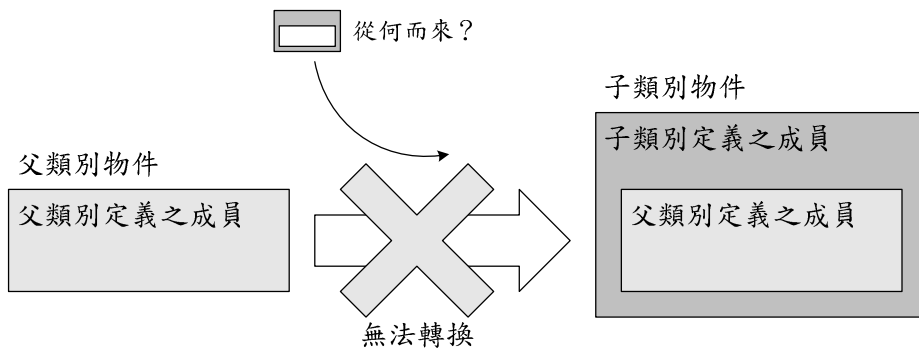 從何而來？
子類別物件
子類別定義之成員
父類別物件
父類別定義之成員
父類別定義之成員
無法轉換